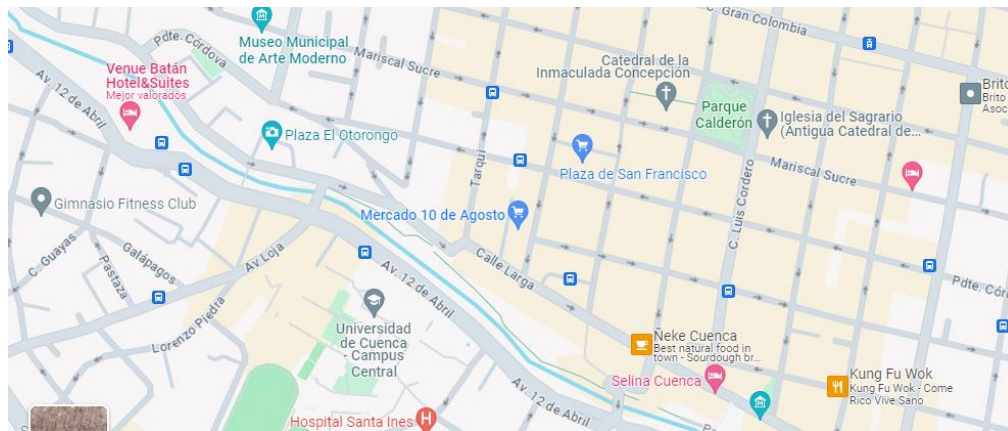 C. Gran Colombia
Pdte. Córdova
Museo Municipal
de Arte Moderno
Mariscal Sucre
Catedral de la
Inmaculada Concepción
Av. 12 de Abril
Venue Batán
Hotel&Suites
Mejor valorados
Brito
Asoc
Parque
Calderón
Iglesia del Sagrario
(Antigua Catedral de...
Plaza El Otorongo
Tarqui
Plaza de San Francisco
Mariscal Sucre
Gimnasio Fitness Club
Mercado 10 de Agosto
C. Luis Cordero
C. Guayas
Galápagos
Pastaza
Av Loja
Calle Larga
Av. 12 de Abril
Pdte. Cór
Lorenzo Piedra
Universidad
de Cuenca
- Campus
Central
Ñeke Cuenca
Best natural food in
town - Sourdough br...
Selina Cuenca
Kung Fu Wok
Kung Fu Wok - Come
Rico Vive Sano
Av. 12 de Abril
Hospital Santa Ines
H